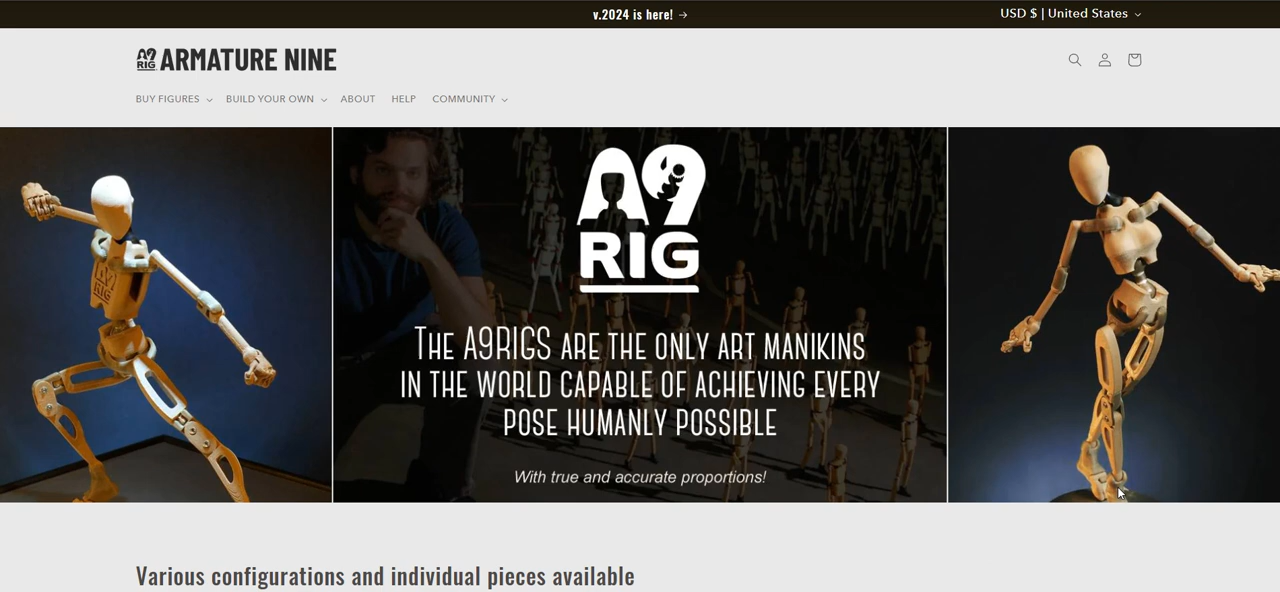 v.2024 is here! →
USD $ | United States
A9 RIG ARMATURE NINE
BUY FIGURES
BUILD YOUR OWN
ABOUT
HELP
COMMUNITY
A9
RIG
A9
RIG
The A9RIGS are the only art manikins
in the world capable of achieving every
pose humanly possible
With true and accurate proportions!
Various configurations and individual pieces available